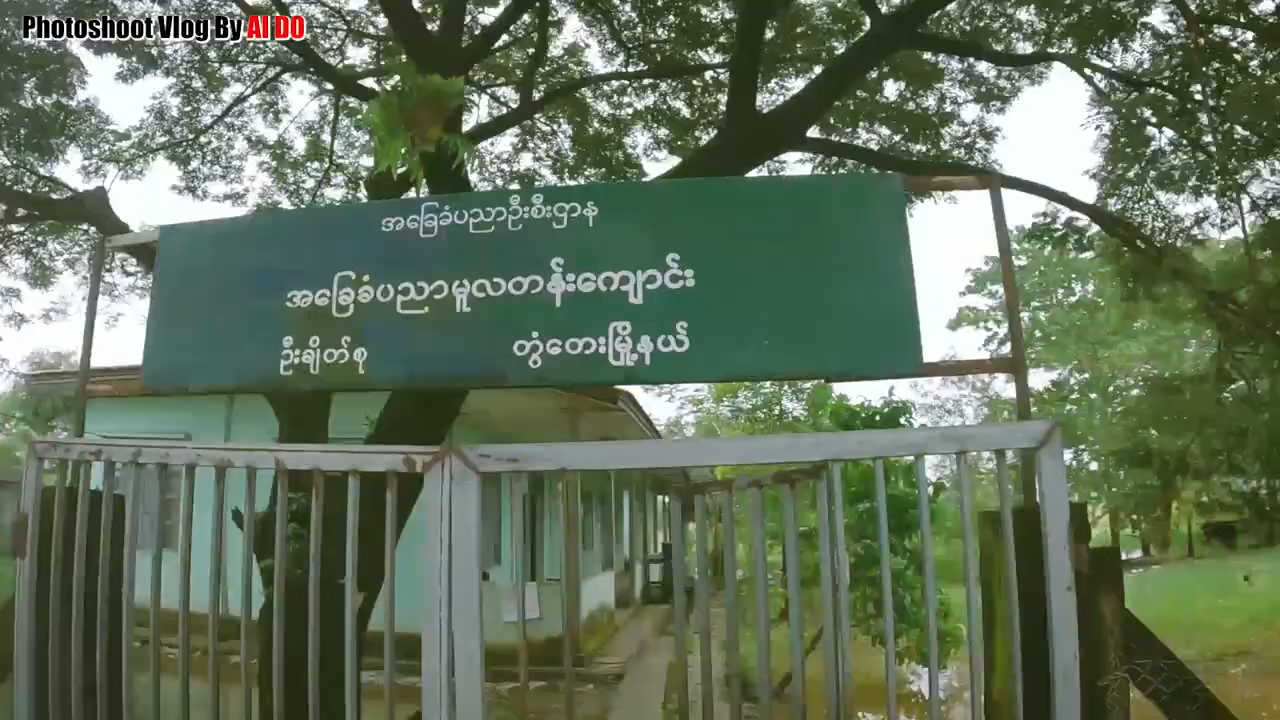 Photoshoot Vlog By AI DO
အခြေခံပညာဦးစီးဌာန
အခြေခံပညာမူလတန်းကျောင်း
ဦးချိတ်စု တွံတေးမြို့နယ်